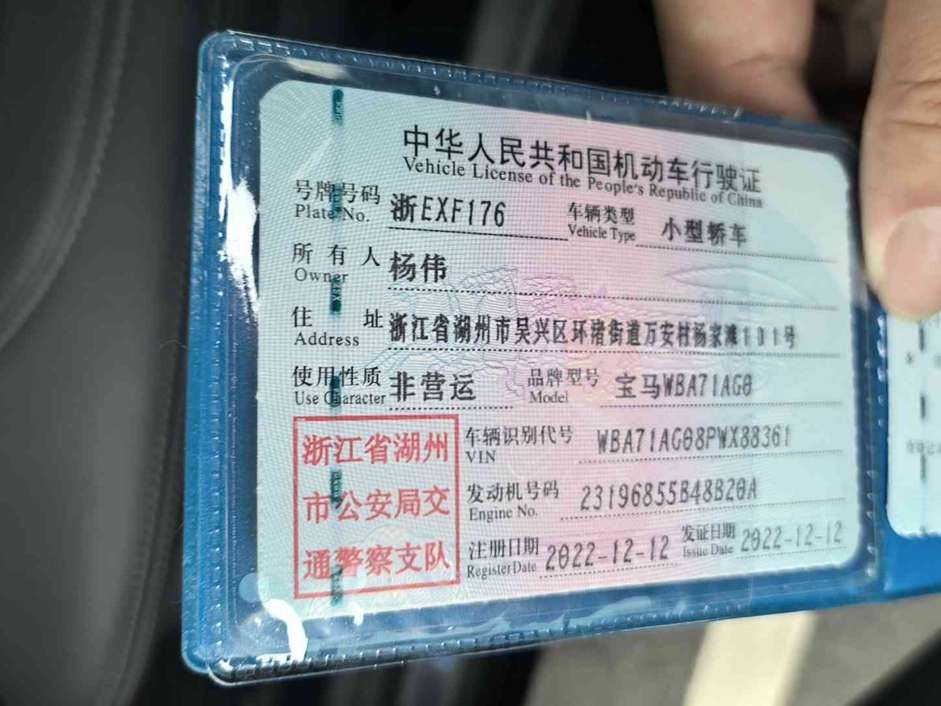 中华人民共和国机动车行驶证
Vehicle License of the People's Republic of China
号牌号码 浙EXF176 车辆类型 小型轿车
Plate No. Vehicle Type
所有人 杨伟
Owner
住址 浙江省湖州市吴兴区环渚街道万安村杨家滩101号
Address
使用性质 非营运 品牌型号 宝马WBA71AG0
Use Character Model
浙江省湖州
市公安局交
通警察支队
车辆识别代号 WBA71AG08PWX88361
VIN
发动机号码 23196855B48B20A
Engine No.
注册日期 2022-12-12 发证日期 2022-12-12
Register Date Issue Date